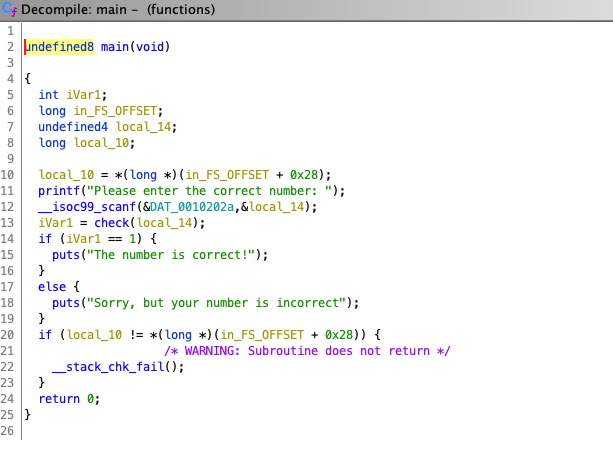 Decompile: main – (functions)
1
2 undefined8 main(void)
3
4 {
5 int iVar1;
6 long in_FS_OFFSET;
7 undefined4 local_14;
8 long local_10;
9
10 local_10 = *(long *)(in_FS_OFFSET + 0x28);
11 printf("Please enter the correct number: ");
12 __isoc99_scanf(&DAT_0010202a,&local_14);
13 iVar1 = check(local_14);
14 if (iVar1 == 1) {
15 puts("The number is correct!");
16 }
17 else {
18 puts("Sorry, but your number is incorrect");
19 }
20 if (local_10 != *(long *)(in_FS_OFFSET + 0x28)) {
21 /* WARNING: Subroutine does not return */
22 __stack_chk_fail();
23 }
24 return 0;
25 }
26